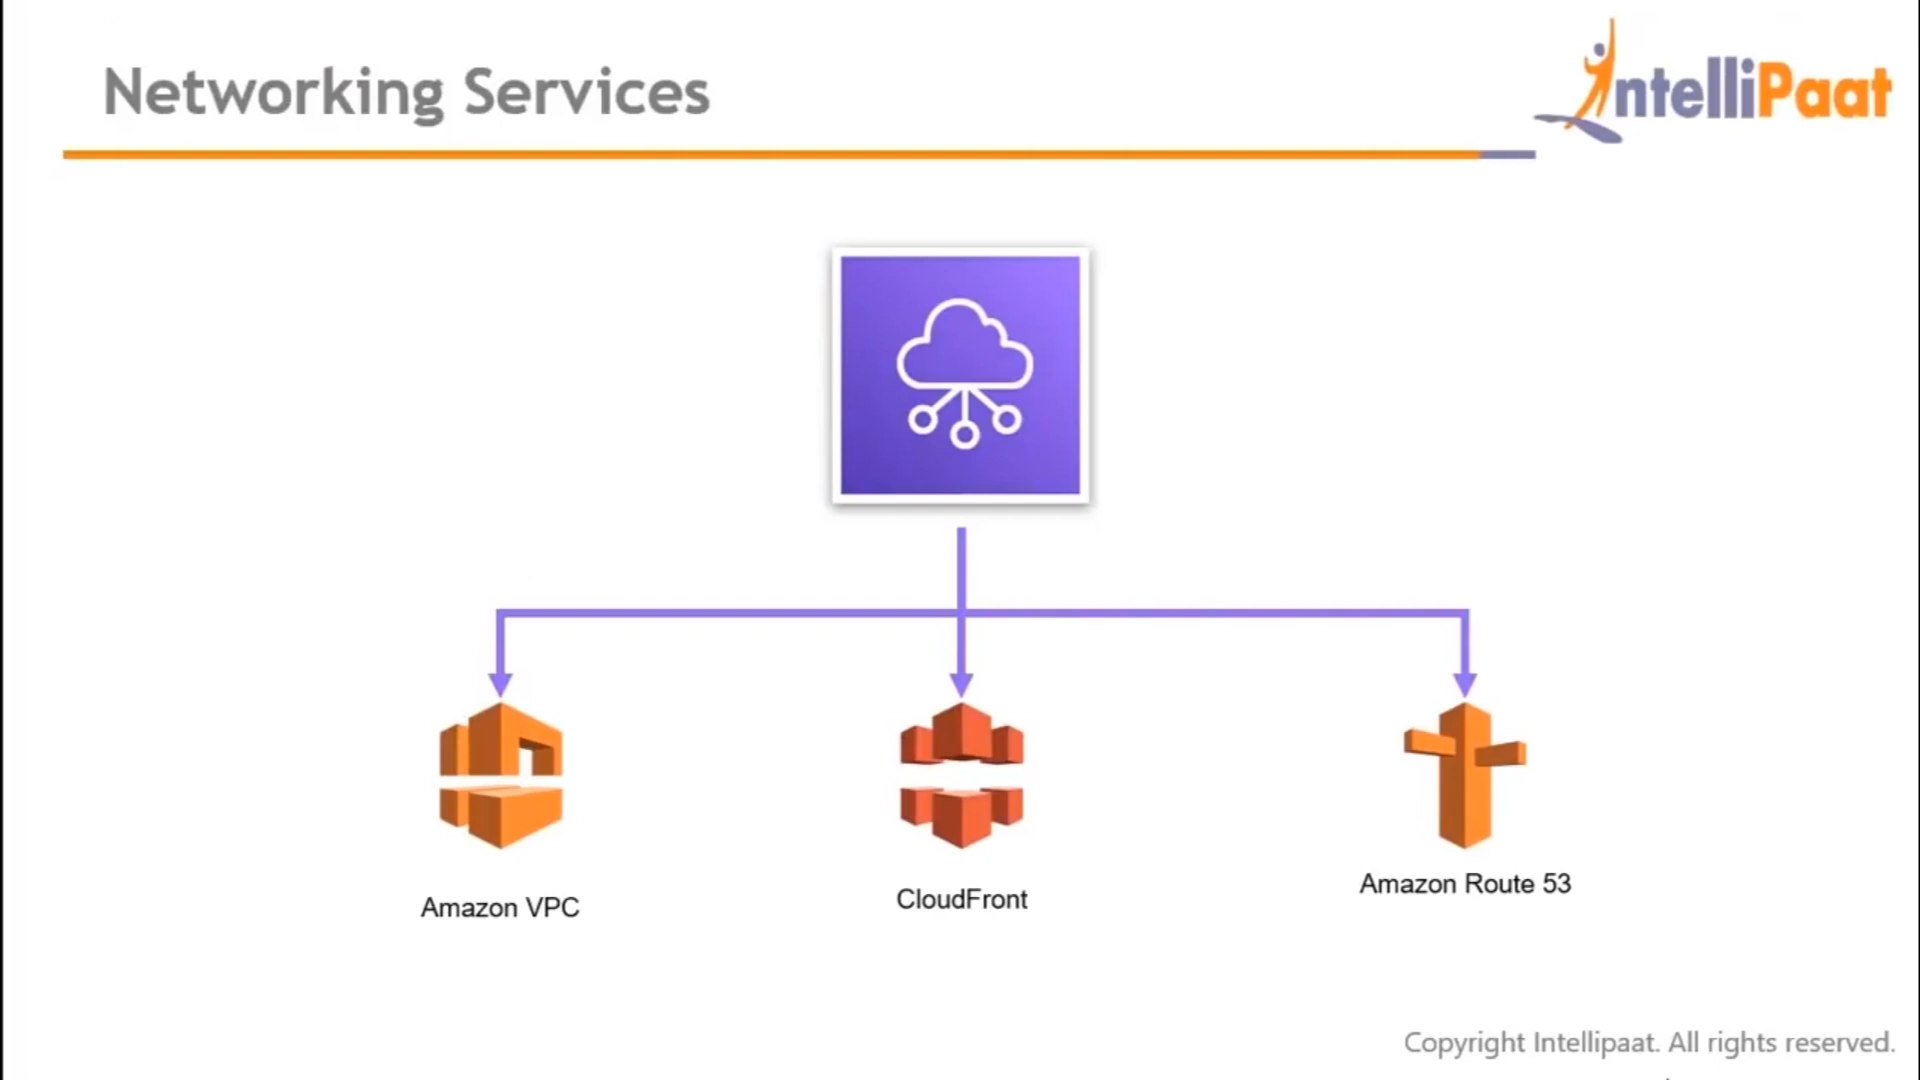 Networking Services
IntelliPaat
Amazon VPC
CloudFront
Amazon Route 53
Copyright Intellipaat. All rights reserved.